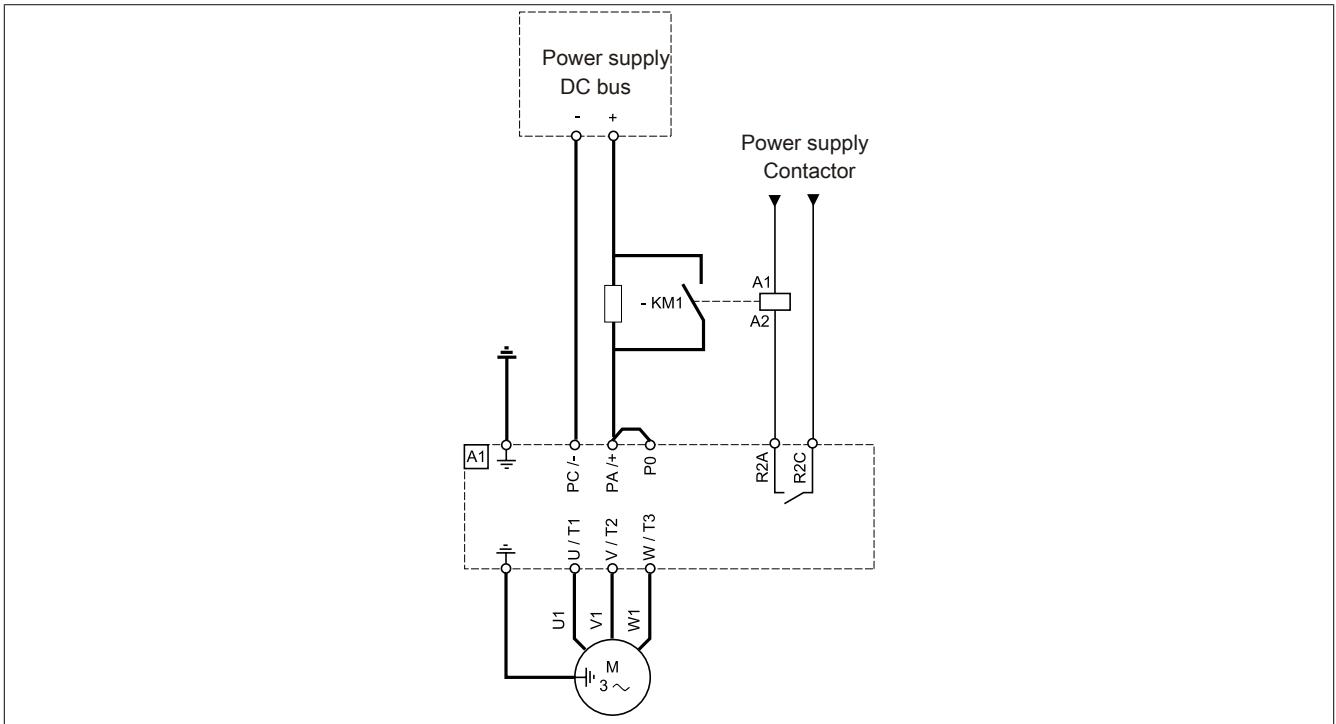 Power supply
DC bus
- +
Power supply
Contactor
A1
- KM1
A2
A1
PC /-
PA /+
P0
R2A
R2C
U / T1
V / T2
W / T3
U1
V1
W1
M
3 ~